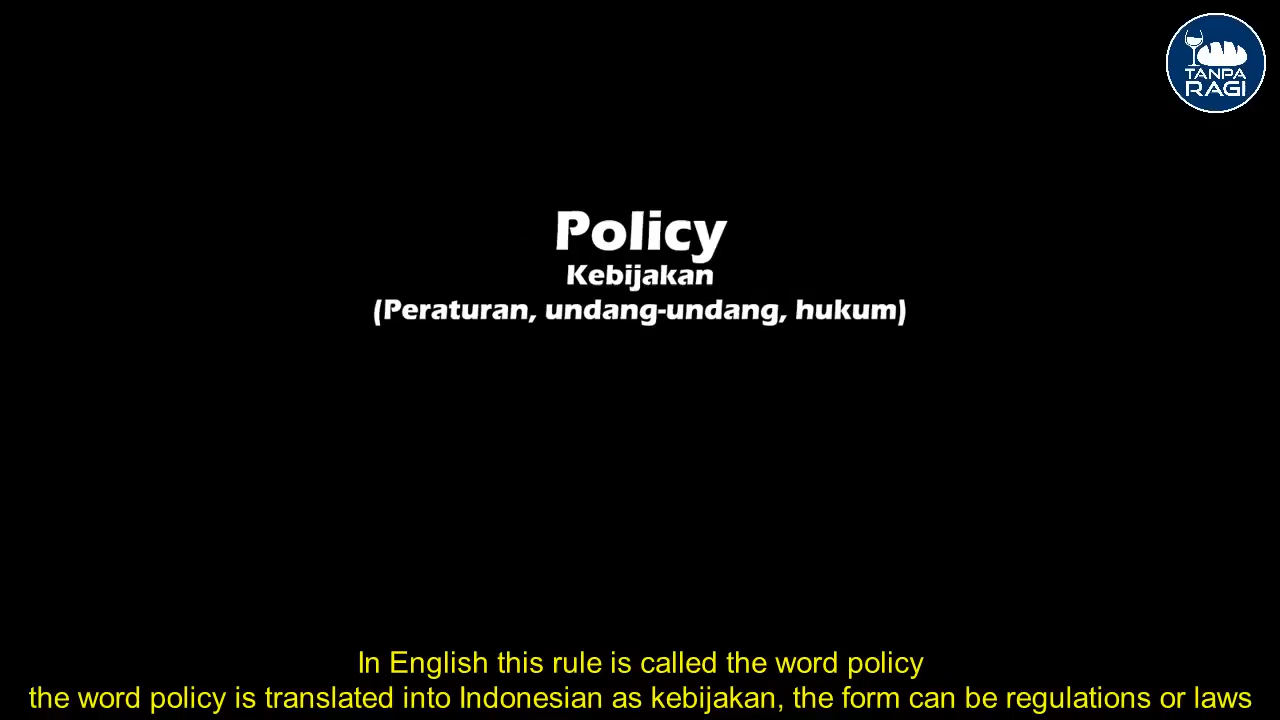 TANPA
RAGI
Policy
Kebijakan
(Peraturan, undang-undang, hukum)
In English this rule is called the word policy
the word policy is translated into Indonesian as kebijakan, the form can be regulations or laws